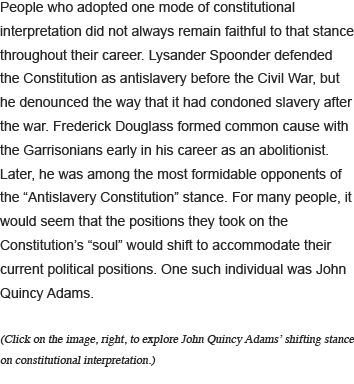 People who adopted one mode of constitutional
interpretation did not always remain faithful to that stance
throughout their career. Lysander Spoonder defended
the Constitution as antislavery before the Civil War, but
he denounced the way that it had condoned slavery after
the war. Frederick Douglass formed common cause with
the Garrisonians early in his career as an abolitionist.
Later, he was among the most formidable opponents of
the “Antislavery Constitution” stance. For many people, it
would seem that the positions they took on the
Constitution’s “soul” would shift to accommodate their
current political positions. One such individual was John
Quincy Adams.
(Click on the image, right, to explore John Quincy Adams’ shifting stance
on constitutional interpretation.)